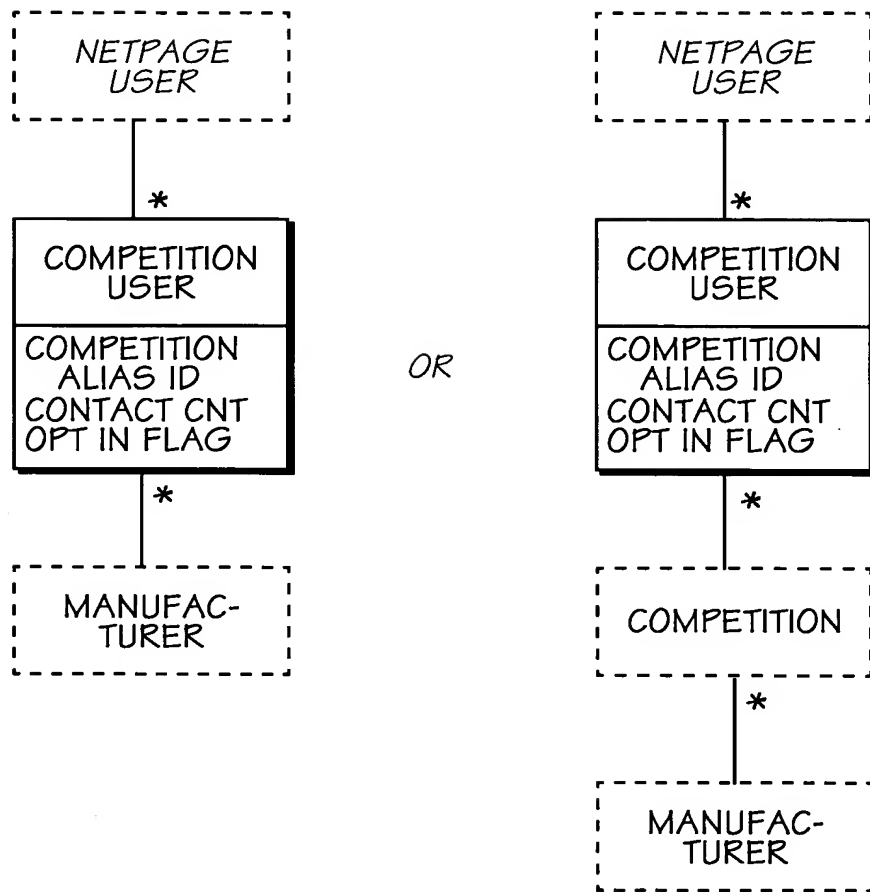 NETPAGE
USER
*
COMPETITION
USER
COMPETITION
ALIAS ID
CONTACT CNT
OPT IN FLAG
*
MANUFAC-
TURER
OR
NETPAGE
USER
*
COMPETITION
USER
COMPETITION
ALIAS ID
CONTACT CNT
OPT IN FLAG
*
COMPETITION
*
MANUFAC-
TURER